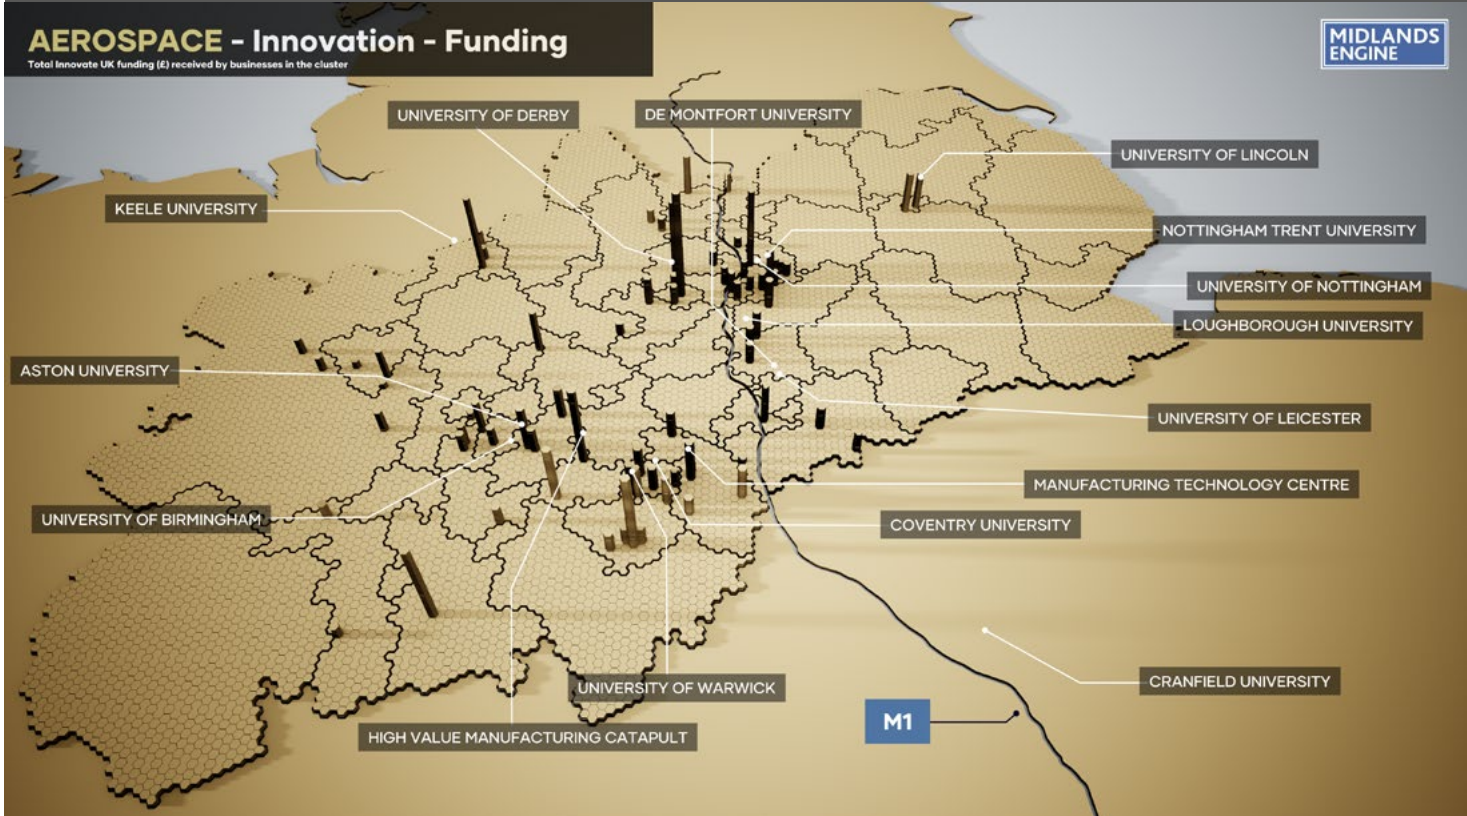 AEROSPACE - Innovation - Funding
Total Innovate UK funding (£) received by businesses in the cluster
MIDLANDS
ENGINE
UNIVERSITY OF DERBY
DE MONTFORT UNIVERSITY
UNIVERSITY OF LINCOLN
KEELE UNIVERSITY
NOTTINGHAM TRENT UNIVERSITY
UNIVERSITY OF NOTTINGHAM
LOUGHBOROUGH UNIVERSITY
ASTON UNIVERSITY
UNIVERSITY OF LEICESTER
MANUFACTURING TECHNOLOGY CENTRE
UNIVERSITY OF BIRMINGHAM
COVENTRY UNIVERSITY
CRANFIELD UNIVERSITY
UNIVERSITY OF WARWICK
M1
HIGH VALUE MANUFACTURING CATAPULT